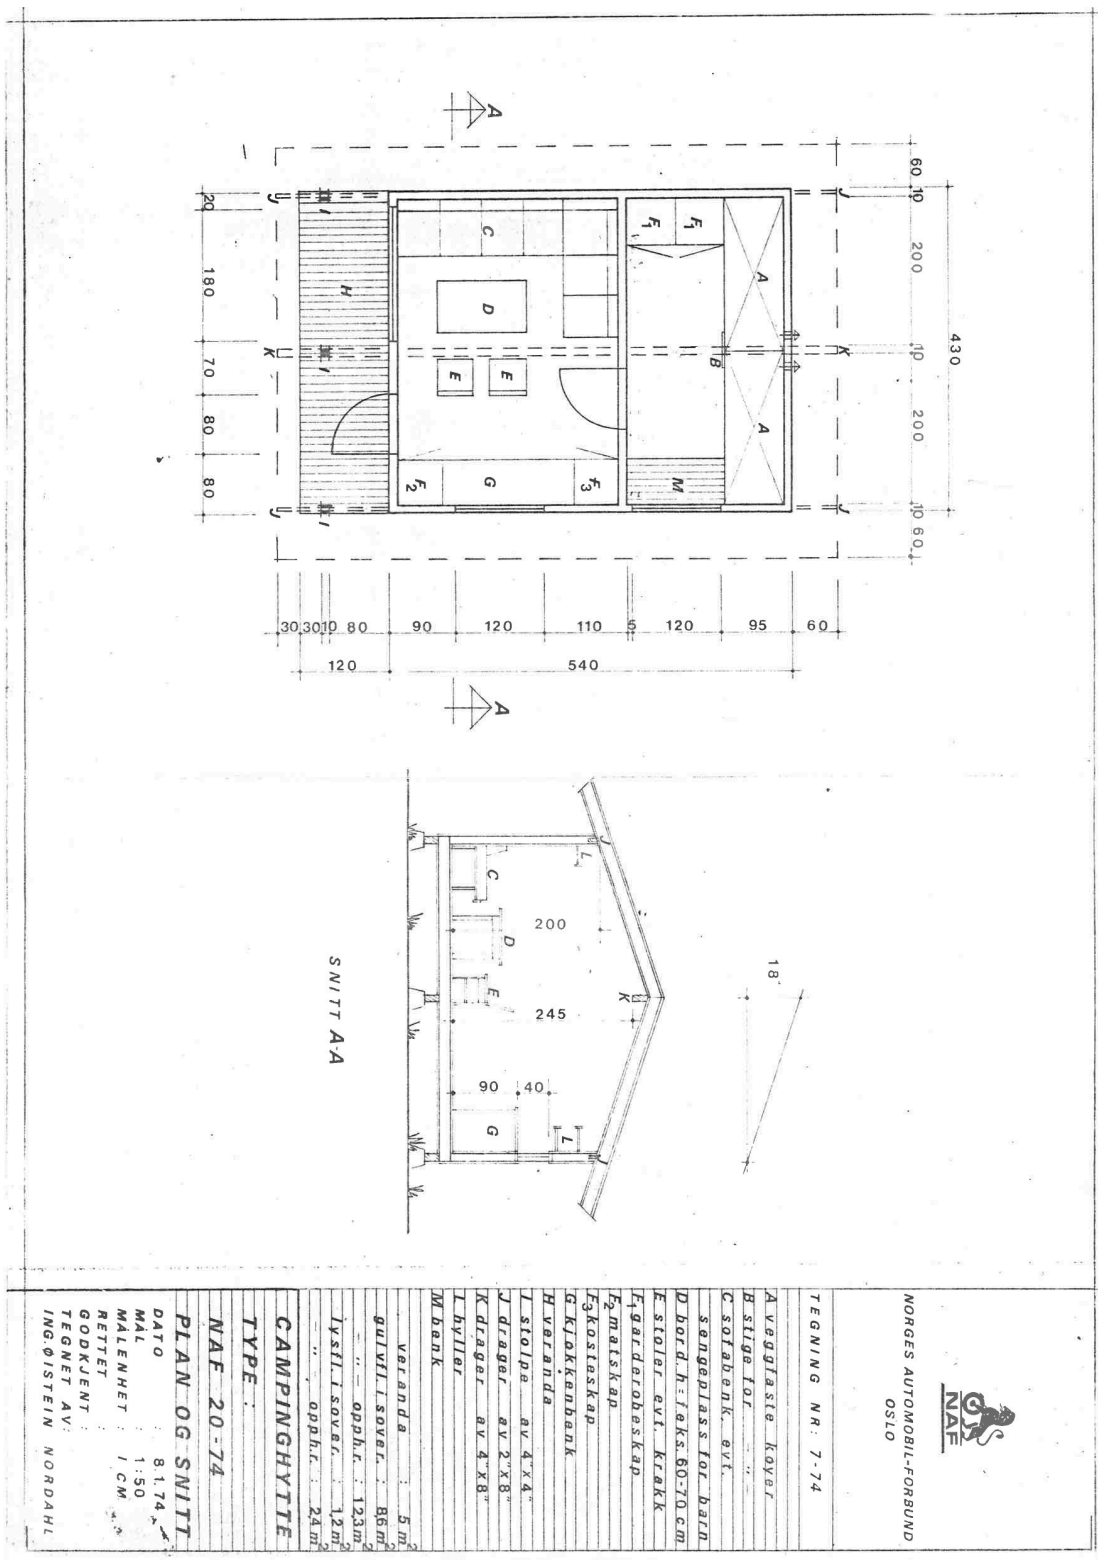 NAF
NORGES AUTOMOBIL-FORBUND
OSLO
TEGNING NR: 7-74
A veggfaste køyer
B stige for -"-
C sofabenk, evt.
sengeplass for barn
D bord, h: f eks. 60-70 cm
E stoler evt. krakk
F1 garderobeskap
F2 matskap
F3 kosteskap
G kjøkkenbenk
H veranda
I stolpe av 4"x4"
J drager av 2"x8"
K drager av 4"x8"
L hyller
M benk
veranda : 5 m²
gulvfl. i sover. : 8,6 m²
-"- opph.r. : 12,3 m²
lysfl. i sover. : 1,2 m²
-"- opph.r. : 2,4 m²
CAMPINGHYTTE
TYPE :
NAF 20-74
PLAN OG SNITT
DATO : 8.1.74
MÅL : 1:50
MÅLENHET : 1 CM
RETTET :
GODKJENT :
TEGNET AV:
ING. ØISTEIN NORDAHL
430
60 10 200 10 200 10 60
J K J
A A
B
F1 F1 M
C D E E
F2 G F3
H
I I I
J K J
20 180 70 80 80
30 30 10 80 90 120 110 5 120 95 60
120 540
A A
18°
J K J
L L
200 245 90 40
C D E G
SNITT A-A